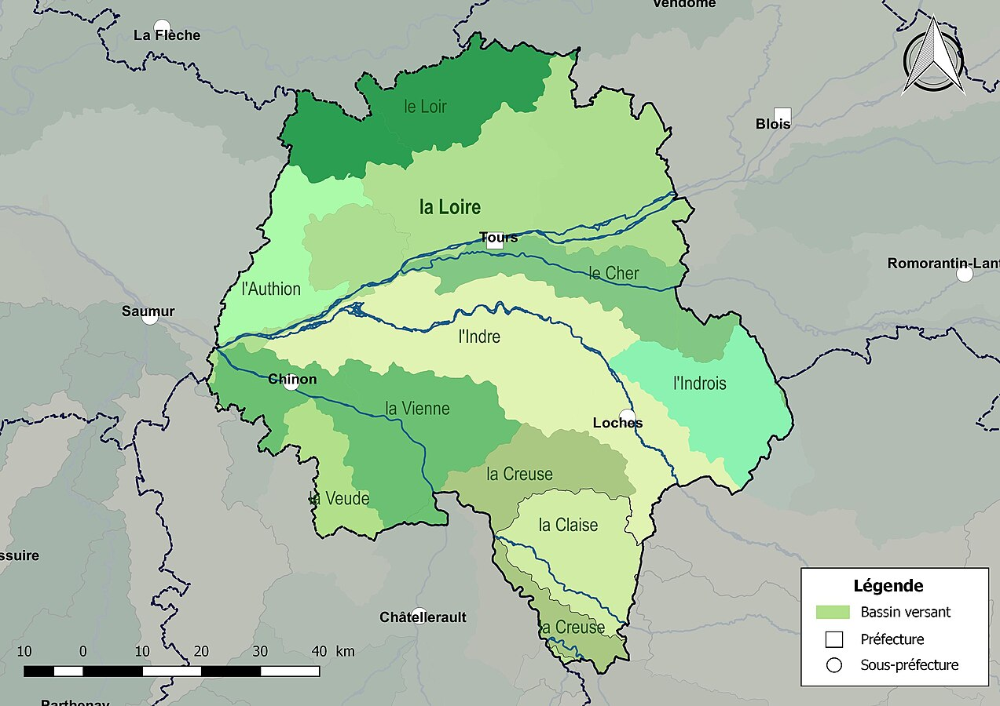 Vendôme
La Flèche
le Loir
Blois
la Loire
Tours
Romorantin-Lant
le Cher
l'Authion
Saumur
l'Indre
Chinon
l'Indrois
la Vienne
Loches
la Creuse
la Veude
la Claise
ssuire
Châtellerault
la Creuse
Légende
Bassin versant
Préfecture
Sous-préfecture
10 0 10 20 30 40 km
Parthenay